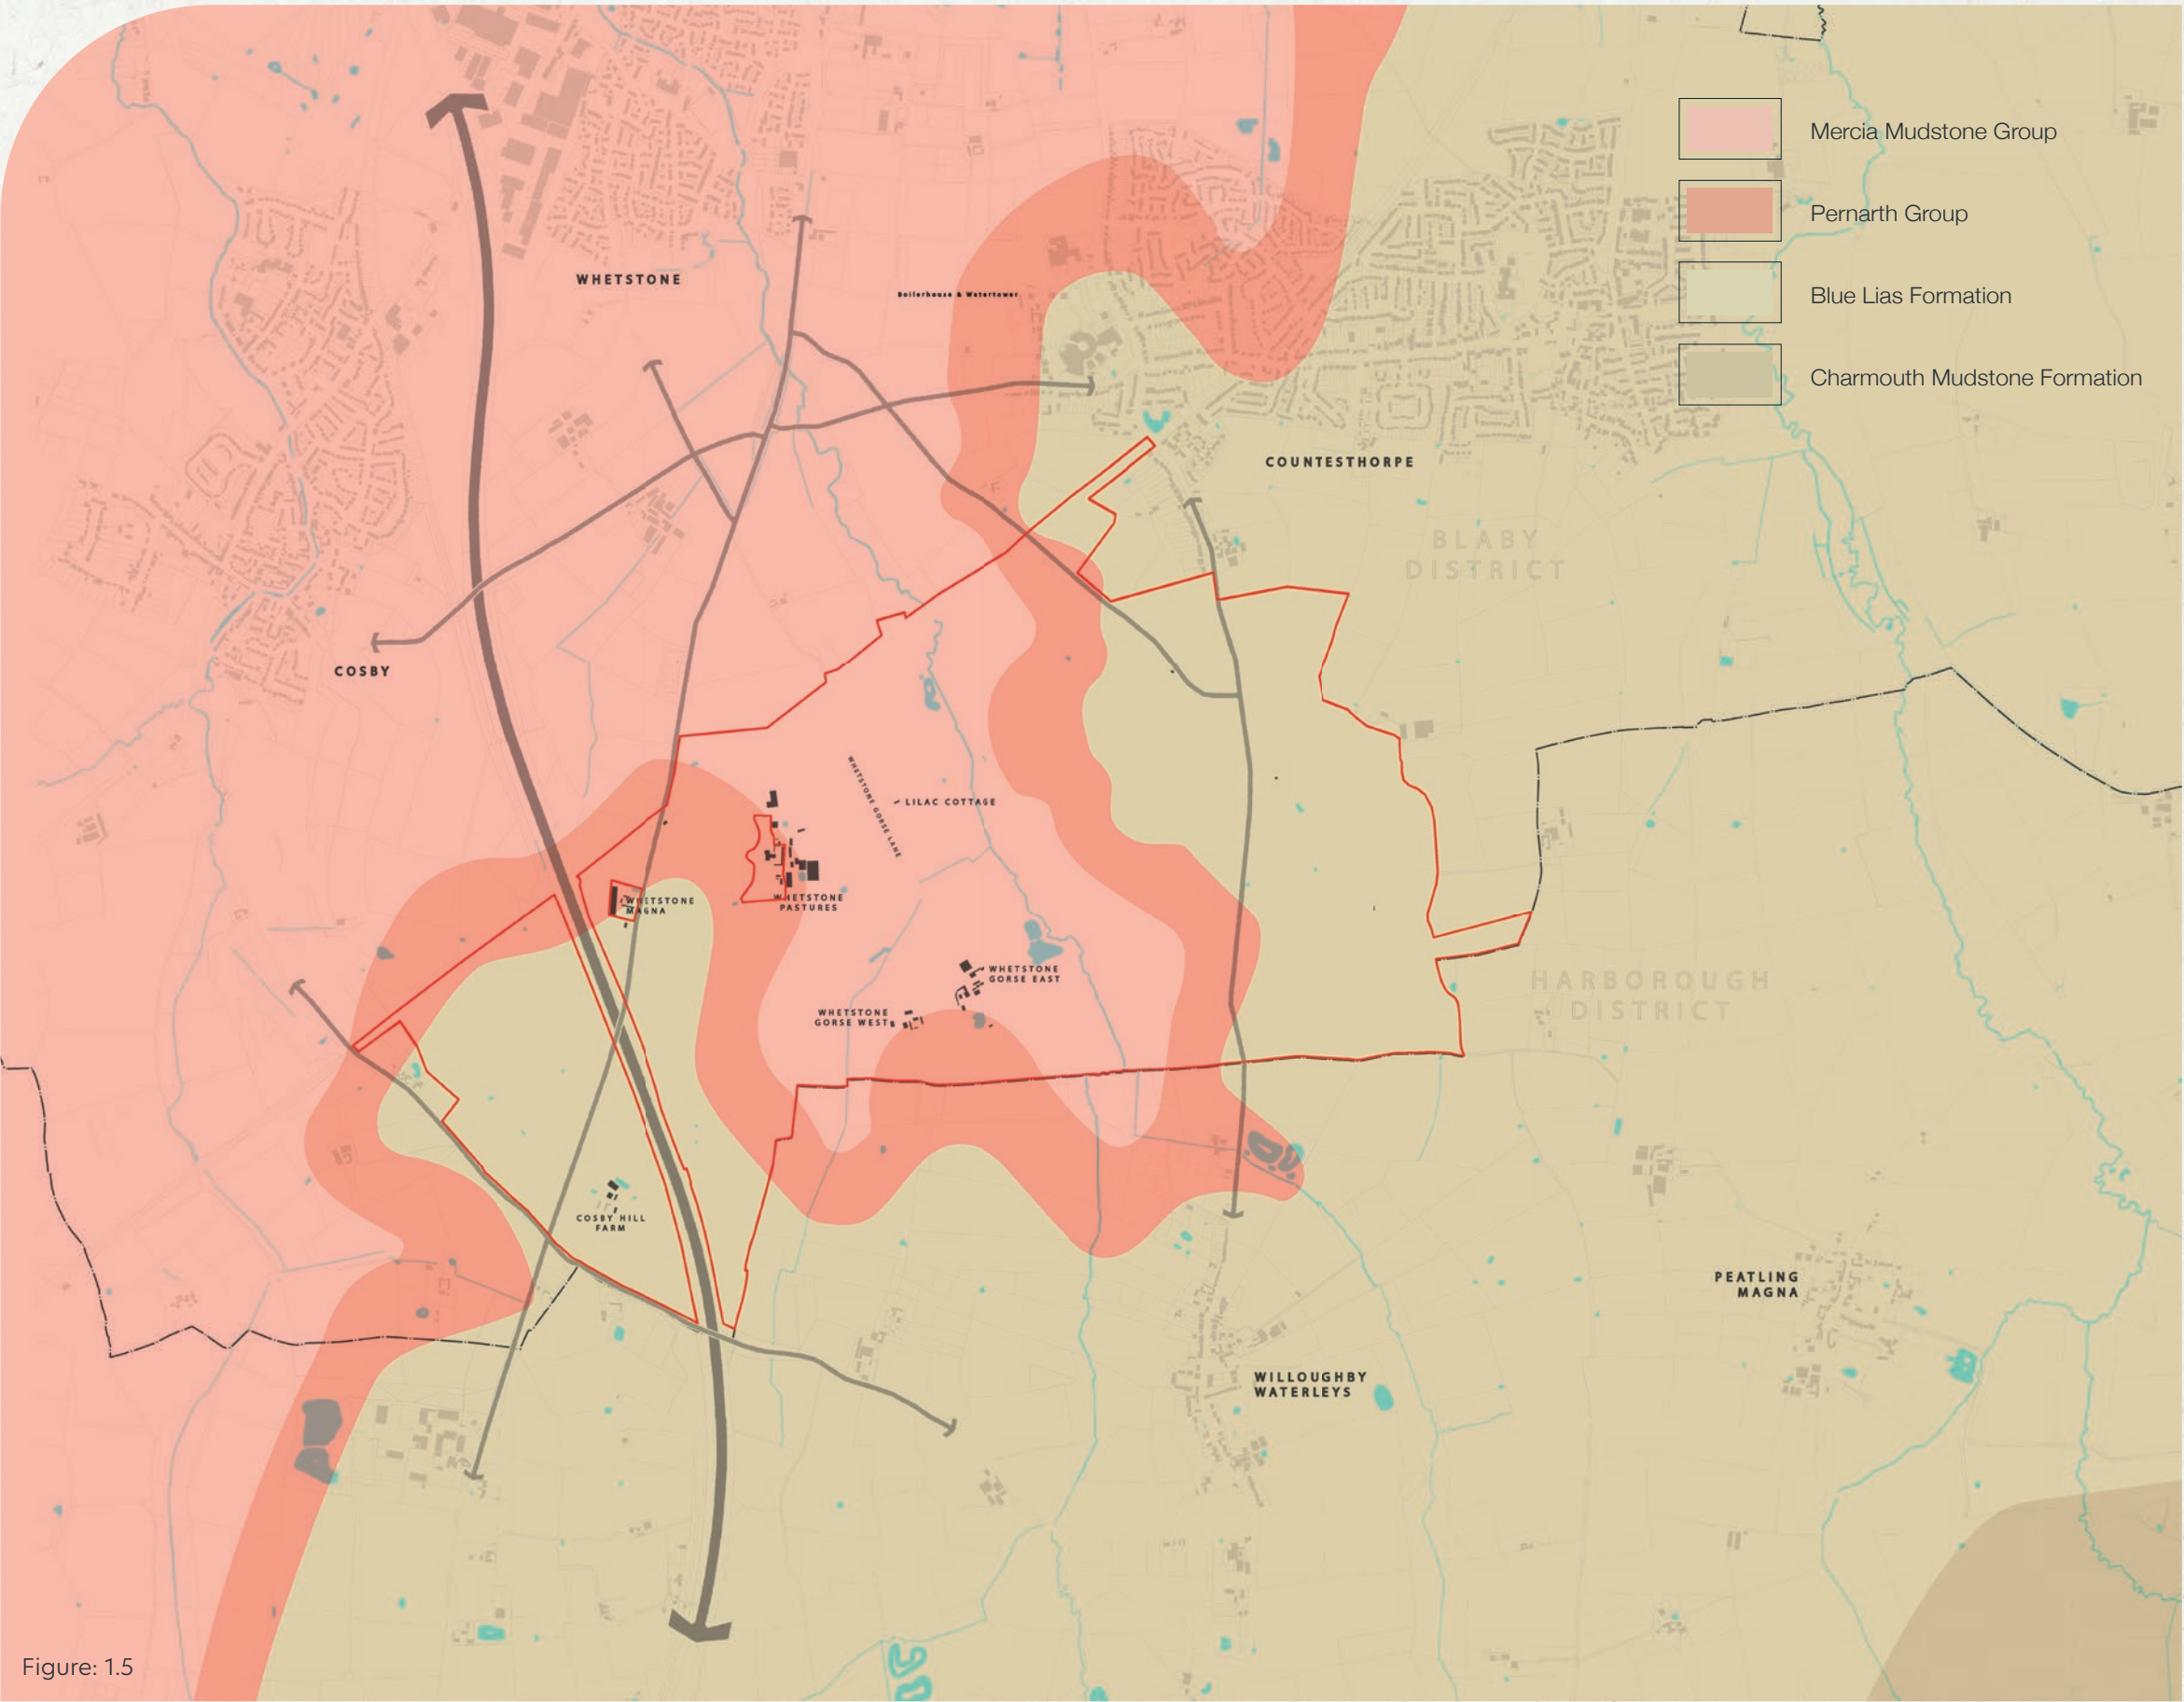 Mercia Mudstone Group
Pernarth Group
Blue Lias Formation
Charmouth Mudstone Formation
WHETSTONE
Boilerhouse & Watertower
COUNTESTHORPE
BLABY
DISTRICT
COSBY
WHETSTONE GORSE LANE
LILAC COTTAGE
WHETSTONE
PASTURES
WHETSTONE
MAGNA
WHETSTONE
GORSE EAST
WHETSTONE
GORSE WEST
HARBOROUGH
DISTRICT
COSBY HILL
FARM
PEATLING
MAGNA
WILLOUGHBY
WATERLEYS
Figure: 1.5